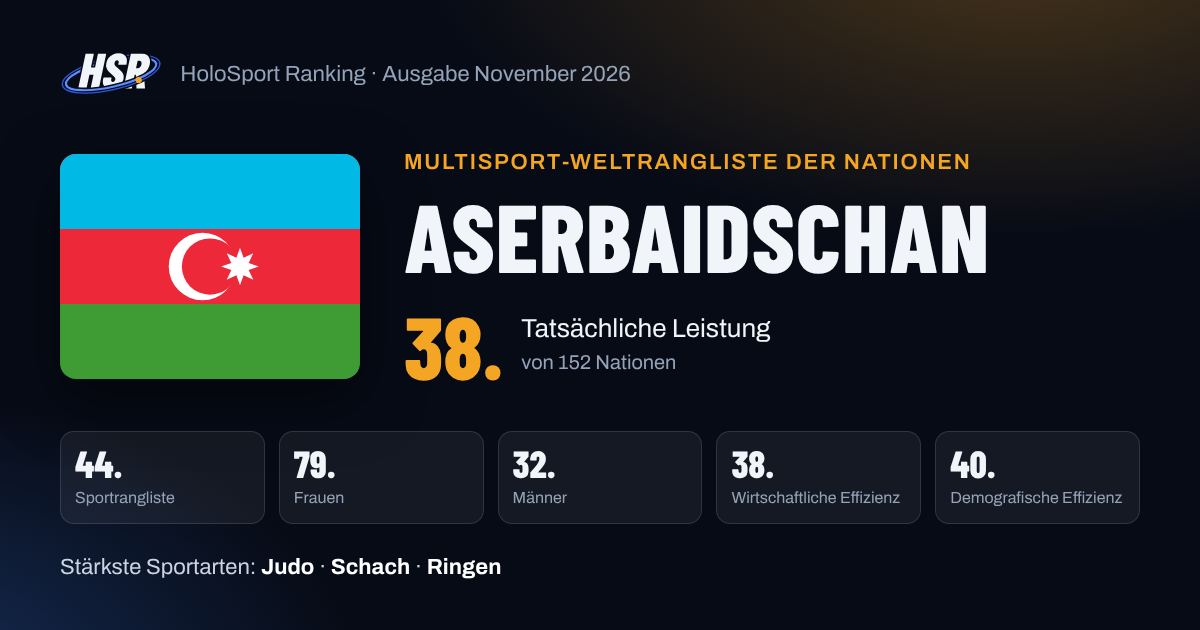 HSR
HoloSport Ranking · Ausgabe November 2026
MULTISPORT-WELTRANGLISTE DER NATIONEN
ASERBAIDSCHAN
38.
Tatsächliche Leistung
von 152 Nationen
44.
Sportrangliste
79.
Frauen
32.
Männer
38.
Wirtschaftliche Effizienz
40.
Demografische Effizienz
Stärkste Sportarten: Judo · Schach · Ringen